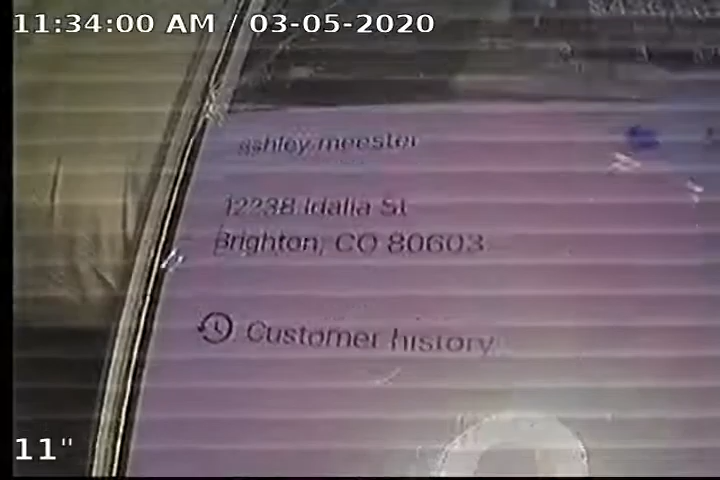 11:34:00 AM / 03-05-2020
ashley meester
12238 Idalia St
Brighton, CO 80603
Customer history
11"